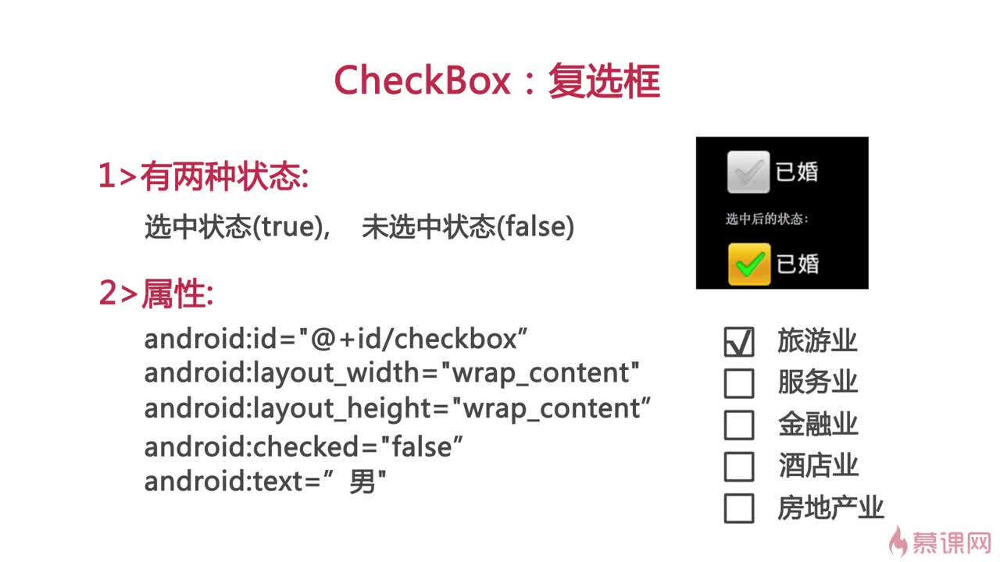 CheckBox：复选框
1>有两种状态:
选中状态(true), 未选中状态(false)
2>属性:
android:id="@+id/checkbox”
android:layout_width="wrap_content"
android:layout_height="wrap_content”
android:checked="false”
android:text=”男"
已婚
选中后的状态：
已婚
旅游业
服务业
金融业
酒店业
房地产业
慕课网